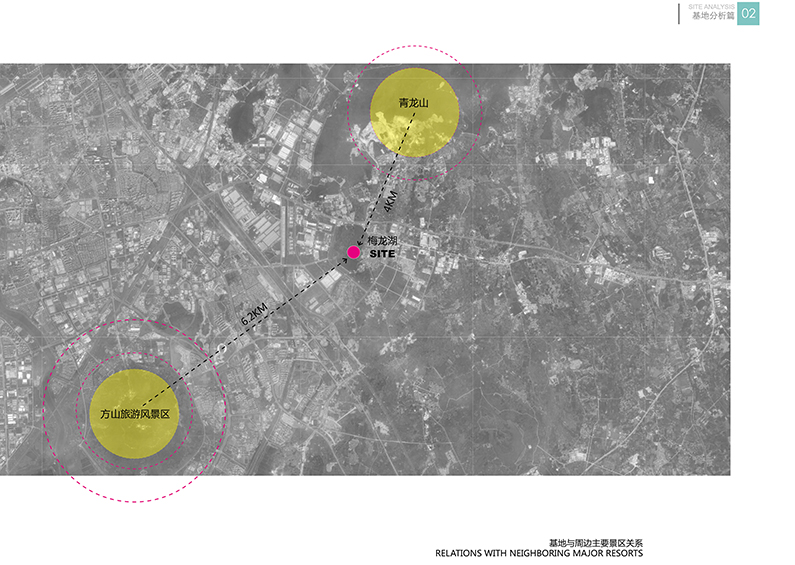 SITE ANALYSIS
基地分析篇
02
青龙山
4KM
梅龙湖
SITE
6.2KM
方山旅游风景区
基地与周边主要景区关系
RELATIONS WITH NEIGHBORING MAJOR RESORTS